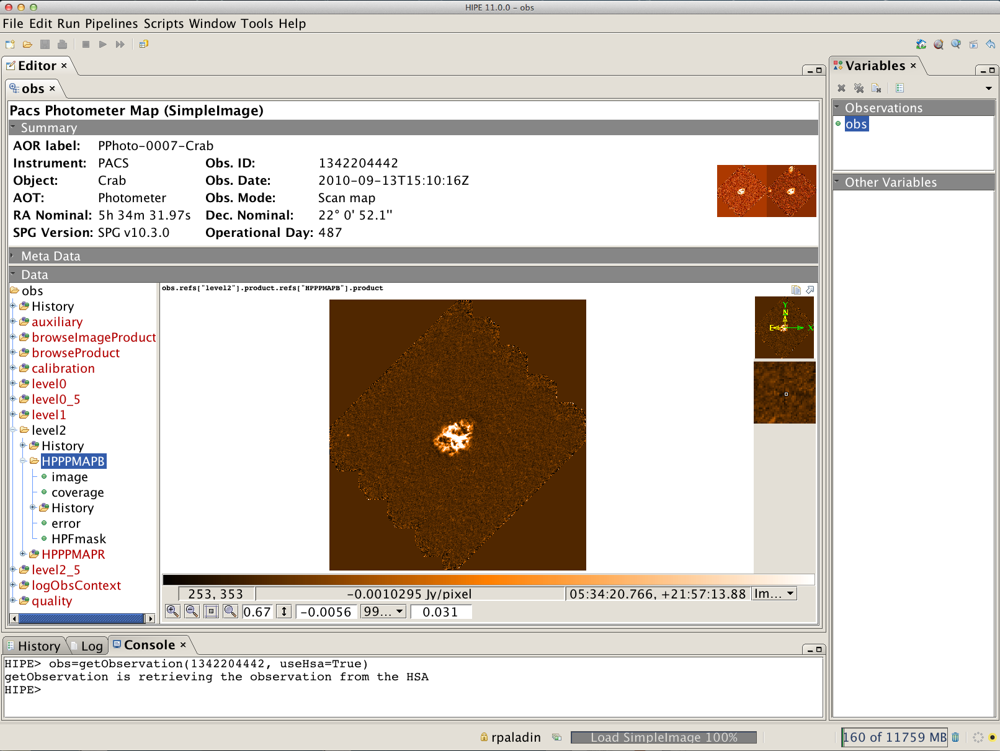 HIPE 11.0.0 - obs
File Edit Run Pipelines Scripts Window Tools Help
Editor ×
obs ×
Pacs Photometer Map (SimpleImage)
Summary
AOR label: PPhoto-0007-Crab
Instrument: PACS Obs. ID: 1342204442
Object: Crab Obs. Date: 2010-09-13T15:10:16Z
AOT: Photometer Obs. Mode: Scan map
RA Nominal: 5h 34m 31.97s Dec. Nominal: 22° 0' 52.1''
SPG Version: SPG v10.3.0 Operational Day: 487
Meta Data
Data
obs
History
auxiliary
browseImageProduct
browseProduct
calibration
level0
level0_5
level1
level2
History
HPPPMAPB
image
coverage
History
error
HPFmask
HPPPMAPR
level2_5
logObsContext
quality
obs.refs["level2"].product.refs["HPPPMAPB"].product
Y
N
E X
253, 353 -0.0010295 Jy/pixel 05:34:20.766, +21:57:13.88 Im...
0.67 -0.0056 99... 0.031
Variables ×
Observations
obs
Other Variables
History Log Console ×
HIPE> obs=getObservation(1342204442, useHsa=True)
getObservation is retrieving the observation from the HSA
HIPE>
rpaladin Load SimpleImage 100% 160 of 11759 MB